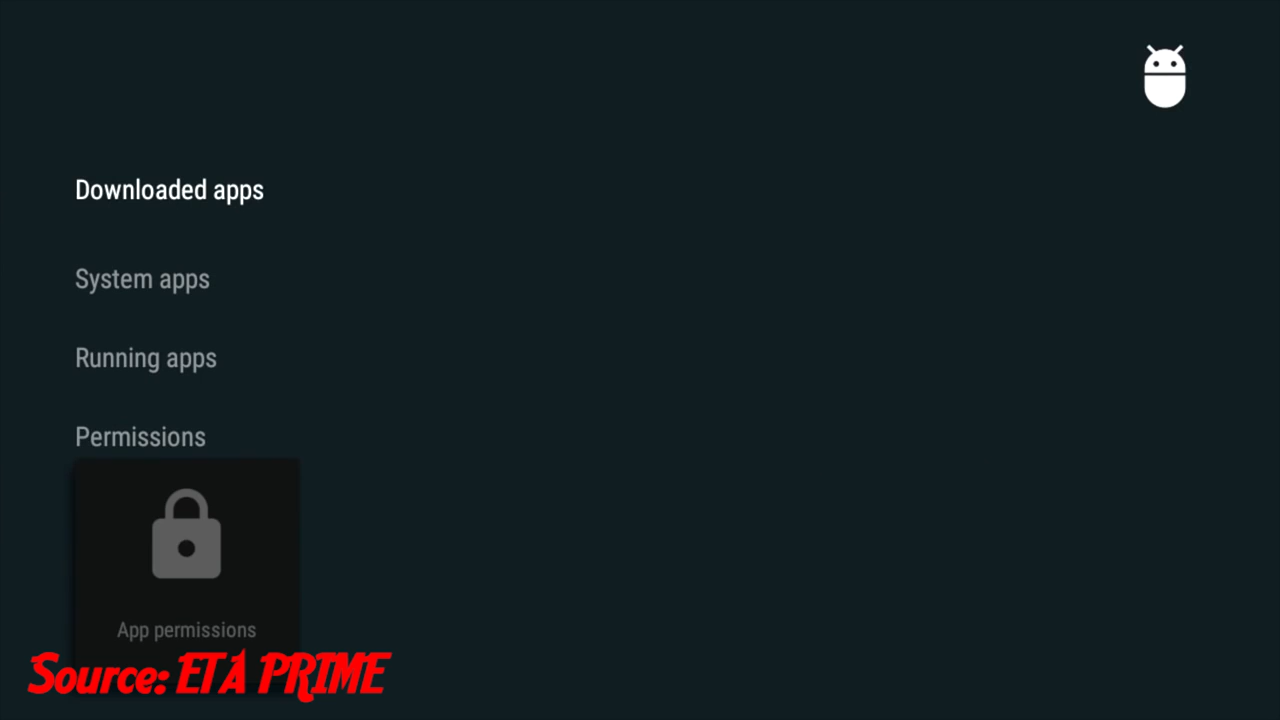 Downloaded apps
System apps
Running apps
Permissions
App permissions
Source: ETA PRIME